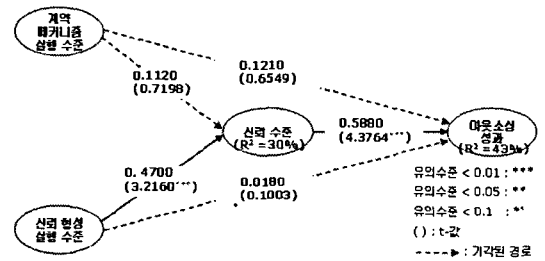 계약
메커니즘
실행 수준
0.1210
(0.6549)
0.1120
(0.7198)
신뢰 수준
(R² =30%)
0.5880
(4.3764***)
아웃소싱
성과
(R² =43%)
0.4700
(3.2160***)
0.0180
(0.1003)
신뢰 형성
실행 수준
유의수준 < 0.01 : ***
유의수준 < 0.05 : **
유의수준 < 0.1 : *
( ) : t-값
: 기각된 경로